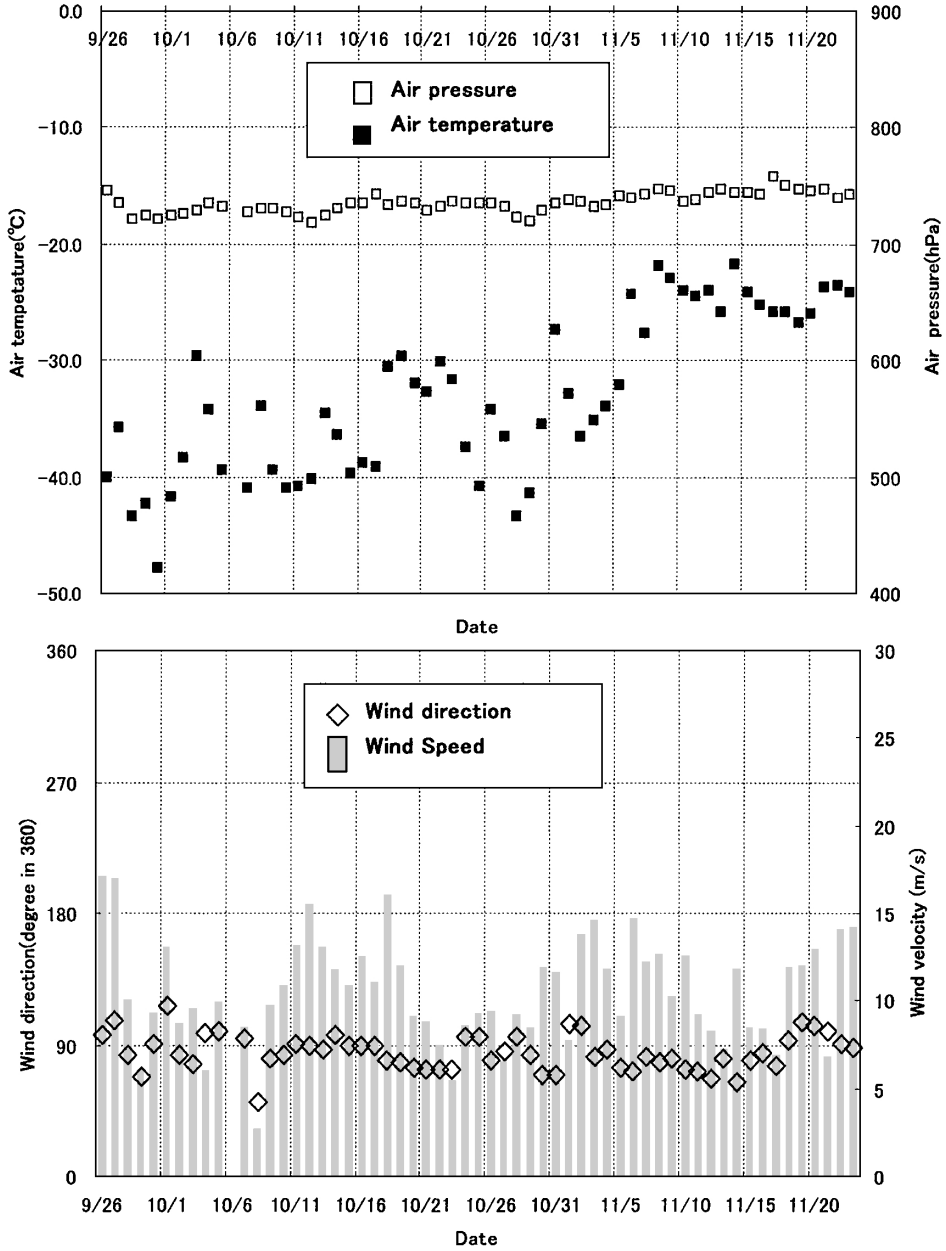 0.0
900
9/26 10/1 10/6 10/11 10/16 10/21 10/26 10/31 11/5 11/10 11/15 11/20
Air pressure
Air temperature
-10.0
800
-20.0
700
-30.0
600
-40.0
500
-50.0
400
Air tempetature(℃)
Air pressure(hPa)
Date
360
30
Wind direction
Wind Speed
25
270
20
180
15
10
90
5
0
0
Wind direction(degree in 360)
Wind velocity (m/s)
9/26 10/1 10/6 10/11 10/16 10/21 10/26 10/31 11/5 11/10 11/15 11/20
Date